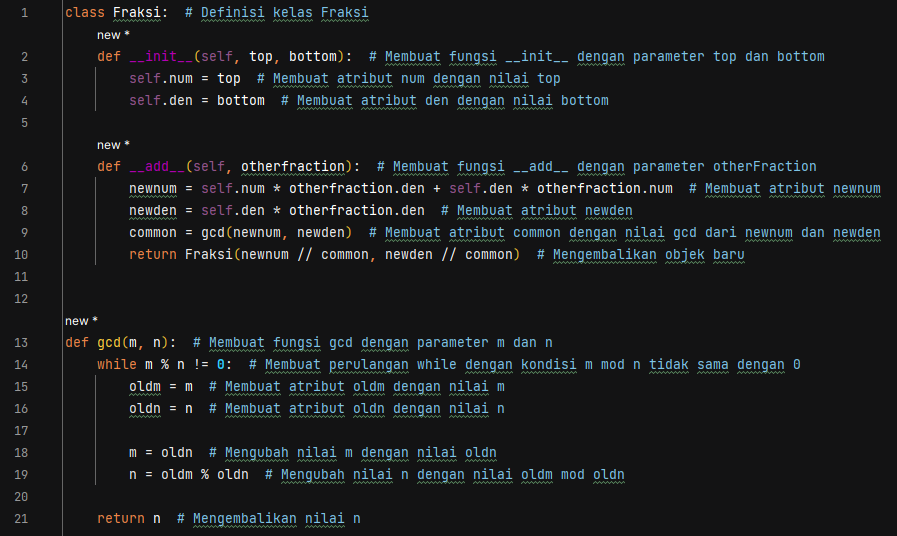 1 class Fraksi:  # Definisi kelas Fraksi
new *
2     def __init__(self, top, bottom):  # Membuat fungsi __init__ dengan parameter top dan bottom
3         self.num = top  # Membuat atribut num dengan nilai top
4         self.den = bottom  # Membuat atribut den dengan nilai bottom
5
new *
6     def __add__(self, otherfraction):  # Membuat fungsi __add__ dengan parameter otherFraction
7         newnum = self.num * otherfraction.den + self.den * otherfraction.num  # Membuat atribut newnum
8         newden = self.den * otherfraction.den  # Membuat atribut newden
9         common = gcd(newnum, newden)  # Membuat atribut common dengan nilai gcd dari newnum dan newden
10         return Fraksi(newnum // common, newden // common)  # Mengembalikan objek baru
11
12
new *
13 def gcd(m, n):  # Membuat fungsi gcd dengan parameter m dan n
14     while m % n != 0:  # Membuat perulangan while dengan kondisi m mod n tidak sama dengan 0
15         oldm = m  # Membuat atribut oldm dengan nilai m
16         oldn = n  # Membuat atribut oldn dengan nilai n
17
18         m = oldn  # Mengubah nilai m dengan nilai oldn
19         n = oldm % oldn  # Mengubah nilai n dengan nilai oldm mod oldn
20
21     return n  # Mengembalikan nilai n